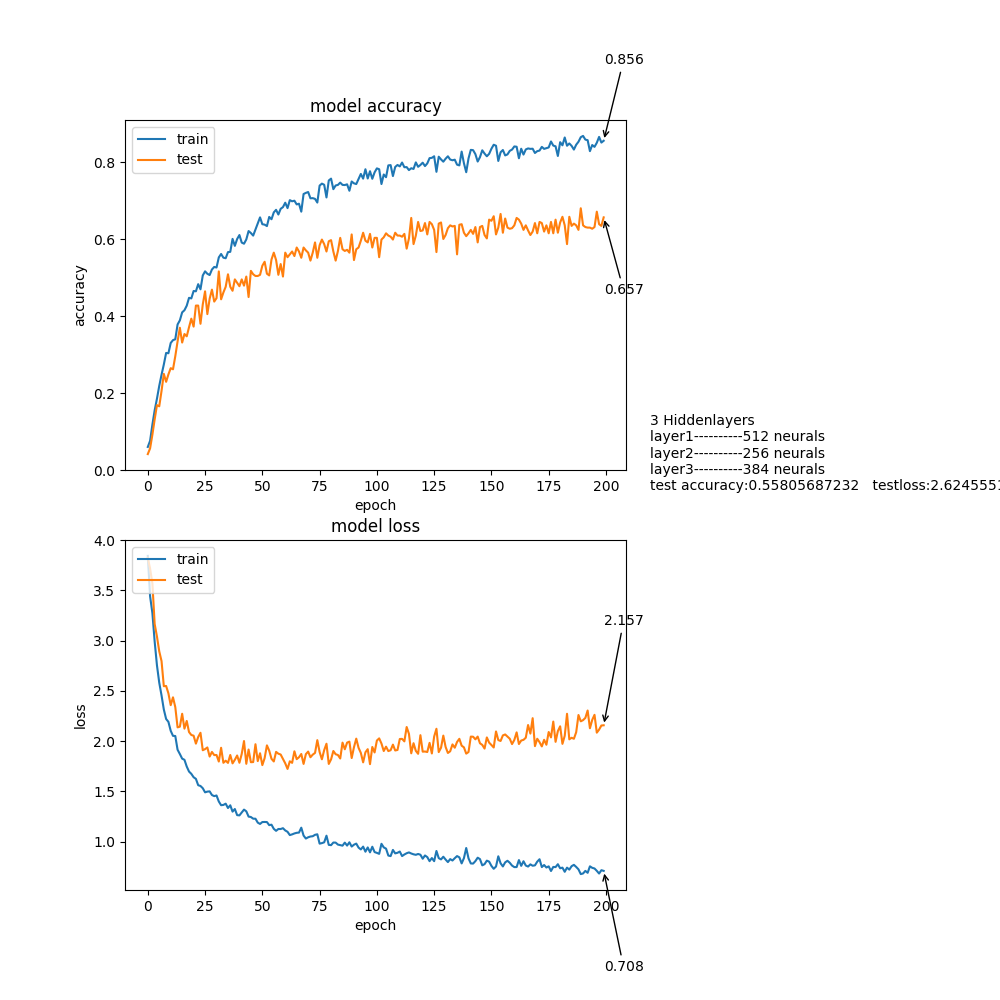 0.856
model accuracy
train
test
0.8
0.6
0.4
0.2
0.0
accuracy
0 25 50 75 100 125 150 175 200
epoch
0.657
3 Hiddenlayers
layer1----------512 neurals
layer2----------256 neurals
layer3----------384 neurals
test accuracy:0.55805687232 testloss:2.6245551
model loss
train
test
4.0
3.5
3.0
2.5
2.0
1.5
1.0
loss
0 25 50 75 100 125 150 175 200
epoch
2.157
0.708